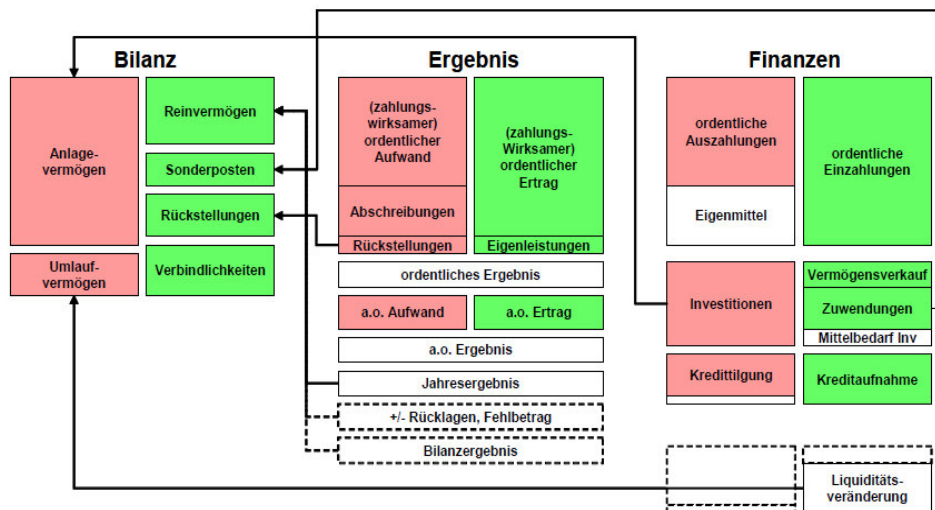 Bilanz
Ergebnis
Finanzen
Anlage-
vermögen
Umlauf-
vermögen
Reinvermögen
Sonderposten
Rückstellungen
Verbindlichkeiten
(zahlungs-
wirksamer)
ordentlicher
Aufwand
Abschreibungen
Rückstellungen
(zahlungs-
Wirksamer)
ordentlicher
Ertrag
Eigenleistungen
ordentliches Ergebnis
a.o. Aufwand
a.o. Ertrag
a.o. Ergebnis
Jahresergebnis
+/- Rücklagen, Fehlbetrag
Bilanzergebnis
ordentliche
Auszahlungen
Eigenmittel
ordentliche
Einzahlungen
Investitionen
Vermögensverkauf
Zuwendungen
Mittelbedarf Inv
Kredittilgung
Kreditaufnahme
Liquiditäts-
veränderung